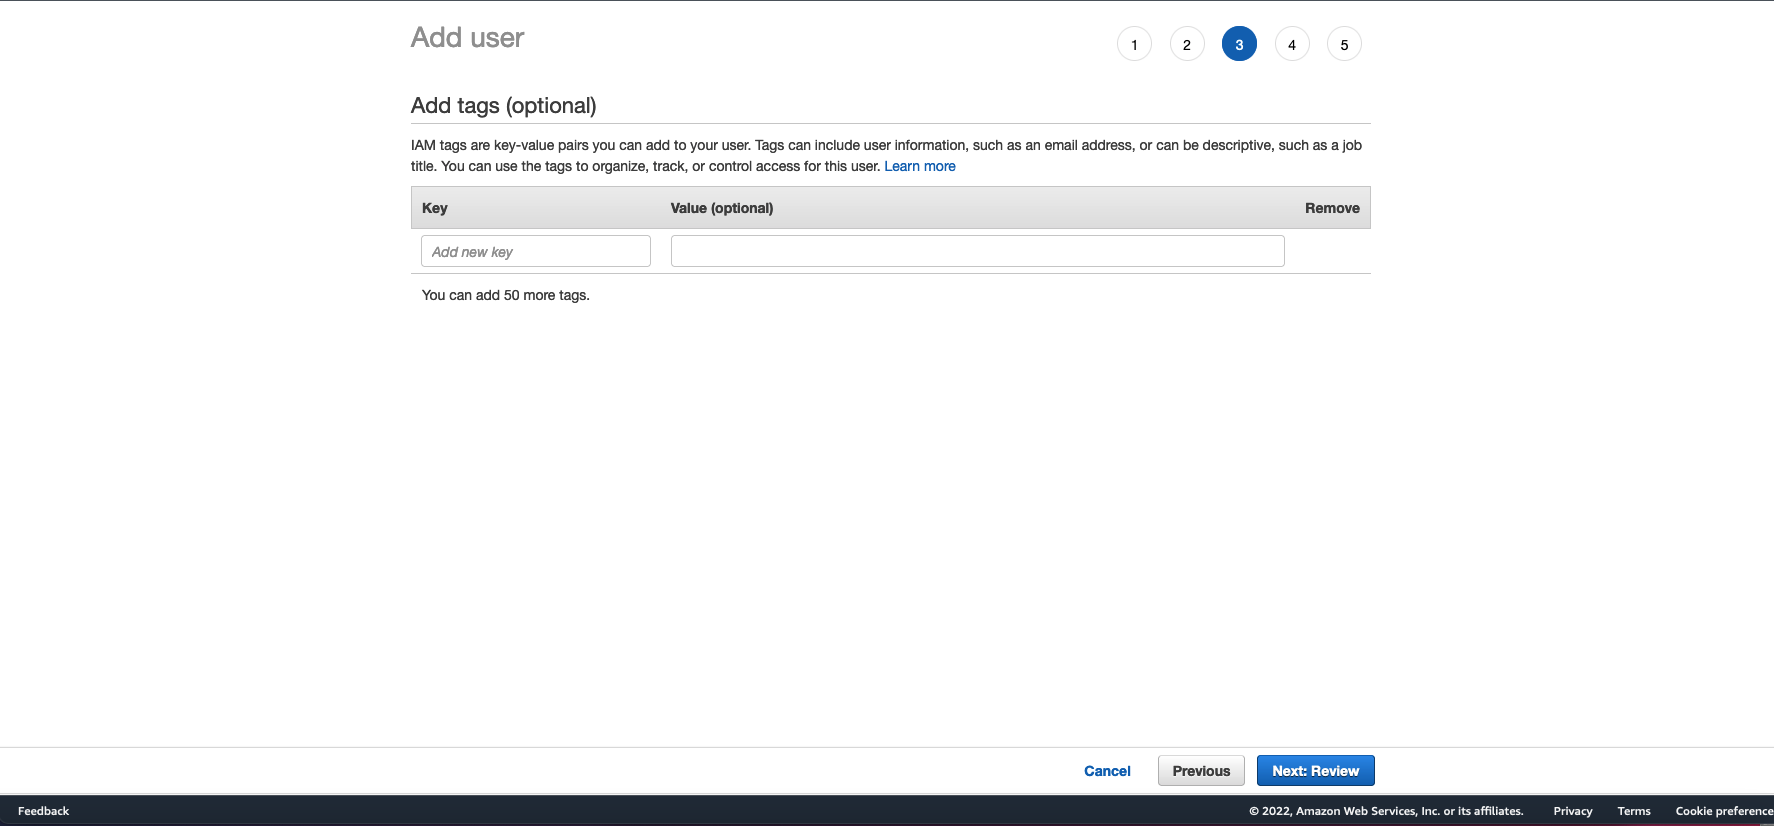 Add user
1 2 3 4 5
Add tags (optional)
IAM tags are key-value pairs you can add to your user. Tags can include user information, such as an email address, or can be descriptive, such as a job
title. You can use the tags to organize, track, or control access for this user. Learn more
Key Value (optional) Remove
Add new key
You can add 50 more tags.
Cancel Previous Next: Review
Feedback © 2022, Amazon Web Services, Inc. or its affiliates. Privacy Terms Cookie preference